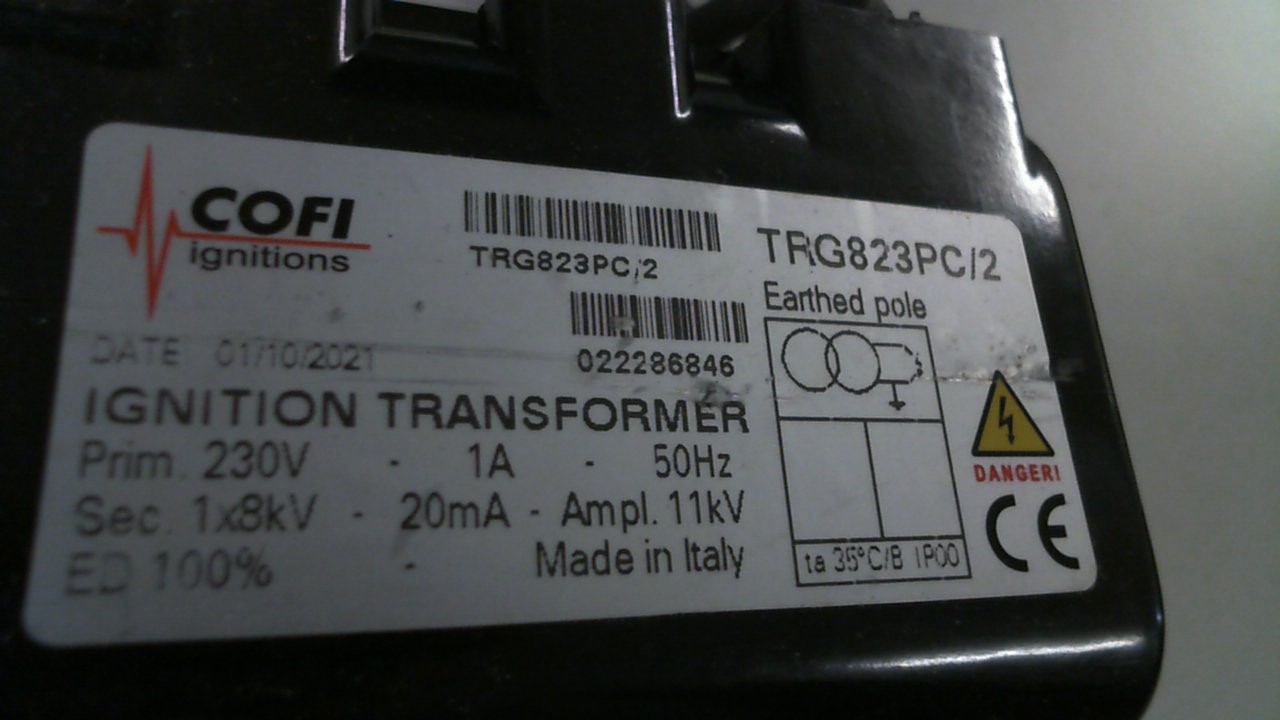 COFI
ignitions
TRG823PC/2
022286846
TRG823PC/2
Earthed pole
DATE 01/10/2021
IGNITION TRANSFORMER
Prim. 230V - 1A - 50Hz
Sec. 1x8kV - 20mA - Ampl. 11kV
ED 100% - Made in Italy
ta 35°C/B IP00
DANGER!
CE